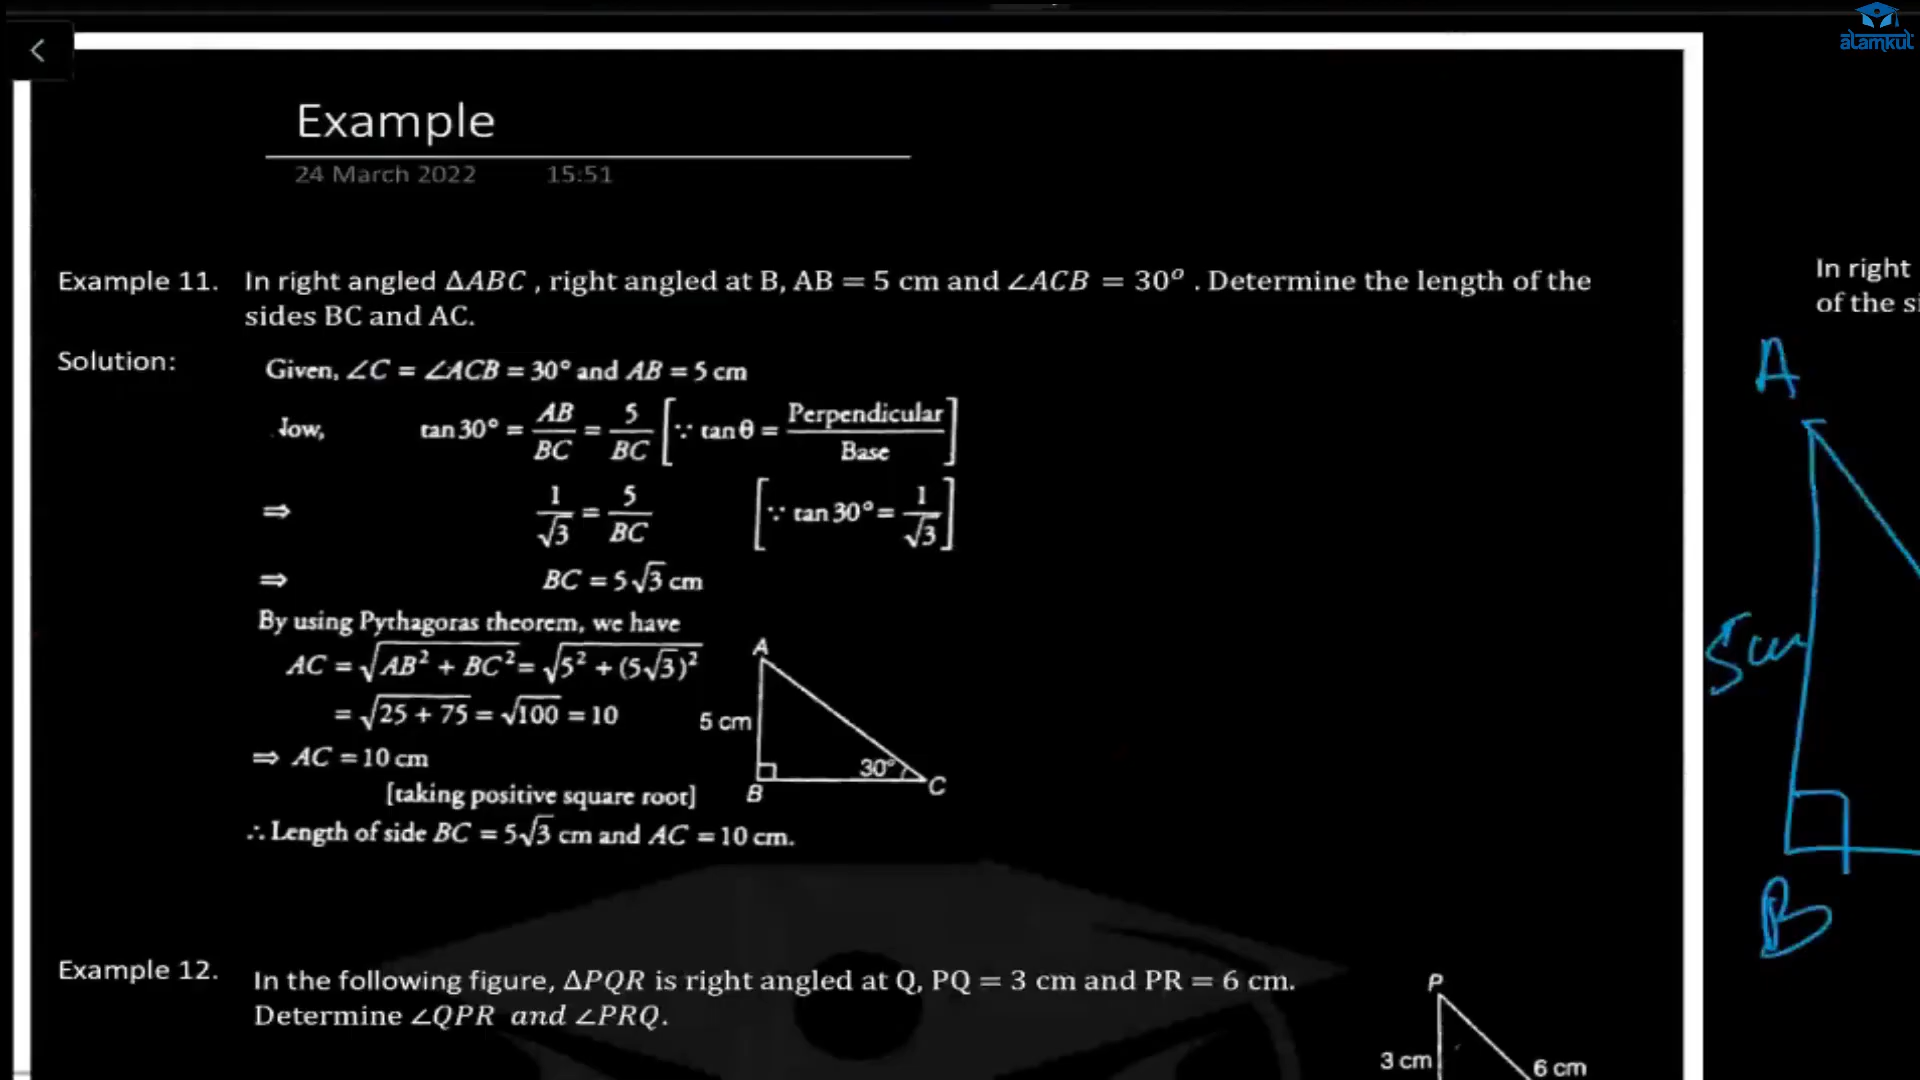 alamkul
Example
24 March 2022 15:51
Example 11. In right angled ΔABC , right angled at B, AB = 5 cm and ∠ACB = 30° . Determine the length of the
sides BC and AC.
Solution:
Given, ∠C = ∠ACB = 30° and AB = 5 cm
tan 30° = AB/BC = 5/BC [∵ tan θ = Perpendicular/Base]
⇒ 1/√3 = 5/BC [∵ tan 30° = 1/√3]
⇒ BC = 5√3 cm
By using Pythagoras theorem, we have
AC = √(AB² + BC²) = √(5² + (5√3)²)
= √(25 + 75) = √100 = 10
⇒ AC = 10 cm
[taking positive square root]
∴ Length of side BC = 5√3 cm and AC = 10 cm.
A
5 cm
30°
B
C
Example 12. In the following figure, ΔPQR is right angled at Q, PQ = 3 cm and PR = 6 cm.
Determine ∠QPR and ∠PRQ.
P
3 cm
6 cm
In right
of the
A
5cm
B